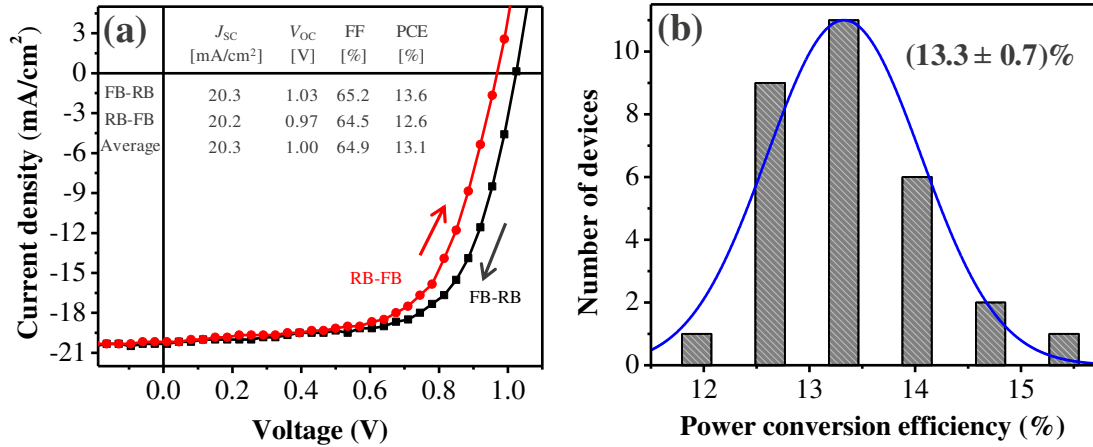 (a)
J_SC V_OC FF PCE
[mA/cm²] [V] [%] [%]
FB-RB 20.3 1.03 65.2 13.6
RB-FB 20.2 0.97 64.5 12.6
Average 20.3 1.00 64.9 13.1
RB-FB
FB-RB
Current density (mA/cm²)
3
0
-3
-6
-9
-12
-15
-18
-21
0.0 0.2 0.4 0.6 0.8 1.0
Voltage (V)
(b)
(13.3 ± 0.7)%
Number of devices
10
8
6
4
2
0
12 13 14 15
Power conversion efficiency (%)